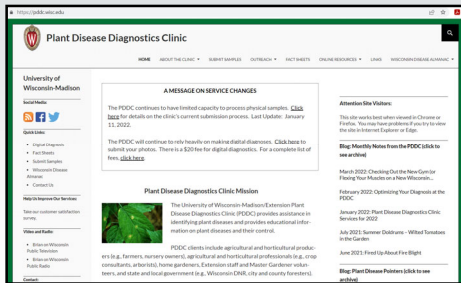 https://pddc.wisc.edu
Plant Disease Diagnostics Clinic
HOME ABOUT THE CLINIC SUBMIT SAMPLES OUTREACH FACT SHEETS ONLINE RESOURCES LINKS WISCONSIN DISEASE ALMANAC
University of
Wisconsin-Madison
Social Media:
Quick Links:
Digital Diagnoses
Fact Sheets
Submit Samples
Wisconsin Disease
Almanac
Contact Us
Help Us Improve Our Services
Take our customer satisfaction
survey.
Video and Radio
Brian on Wisconsin
Public Television
Brian on Wisconsin
Public Radio
Contact:
A MESSAGE ON SERVICE CHANGES
The PDDC continues to have limited capacity to process physical samples. Click
here for details on the clinic's current submission process. Last Update: January
11, 2022.
The PDDC will continue to rely heavily on making digital diagnoses. Click here to
submit your photos. There is a $20 fee for digital diagnostics. For a complete list of
fees, click here.
Plant Disease Diagnostics Clinic Mission
The University of Wisconsin-Madison/Extension Plant
Disease Diagnostics Clinic (PDDC) provides assistance in
identifying plant diseases and provides educational infor-
mation on plant diseases and their control.
PDDC clients include agricultural and horticultural produc-
ers (e.g., farmers, nursery owners), agricultural and horticultural professionals (e.g., crop
consultants, arborists), home gardeners, Extension staff and Master Gardener volun-
teers, and state and local government (e.g., Wisconsin DNR, city and county foresters).
Attention Site Visitors:
This site works best when viewed in Chrome or
Firefox. You may have problems if you try to view
the site in Internet Explorer or Edge.
Blog: Monthly Notes from the PDDC (click to
see archive)
March 2022: Checking Out the New Gym (or
Flexing Your Muscles on a New Wisconsin...
February 2022: Optimizing Your Diagnosis at the
PDDC
January 2022: Plant Disease Diagnostics Clinic
Services for 2022
July 2021: Summer Doldrums – Wilted Tomatoes
in the Garden
June 2021: Fired Up About Fire Blight
Blog: Plant Disease Pointers (click to see
archive)